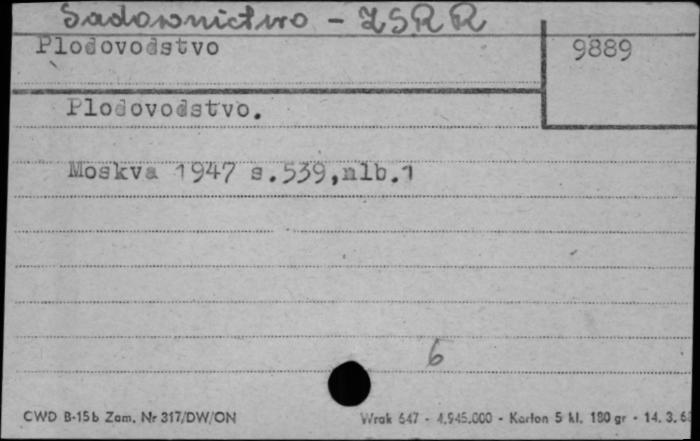 Sadownictwo - ZSRR
Plodovodstvo 9889
Plodovodstvo.
Moskva 1947 s.539,nlb.1
6
CWD B-15b Zam. Nr 317/DW/ON Wrak 647 - 4.945.000 - Karton 5 kl. 180 gr - 14. 3. 6